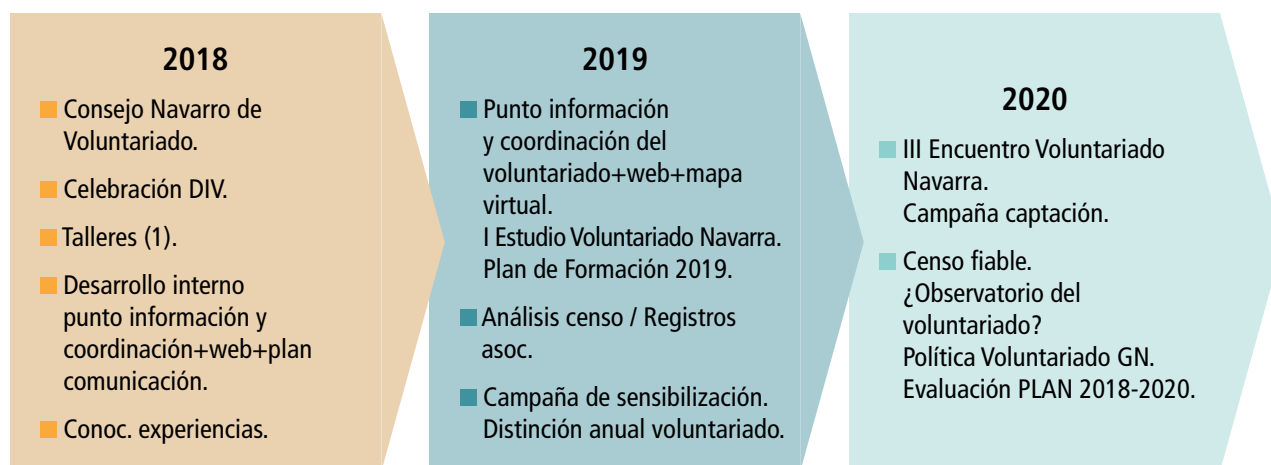 2018
Consejo Navarro de
Voluntariado.
Celebración DIV.
Talleres (1).
Desarrollo interno
punto información y
coordinación+web+plan
comunicación.
Conoc. experiencias.
2019
Punto información
y coordinación del
voluntariado+web+mapa
virtual.
I Estudio Voluntariado Navarra.
Plan de Formación 2019.
Análisis censo / Registros
asoc.
Campaña de sensibilización.
Distinción anual voluntariado.
2020
III Encuentro Voluntariado
Navarra.
Campaña captación.
Censo fiable.
¿Observatorio del
voluntariado?
Política Voluntariado GN.
Evaluación PLAN 2018-2020.